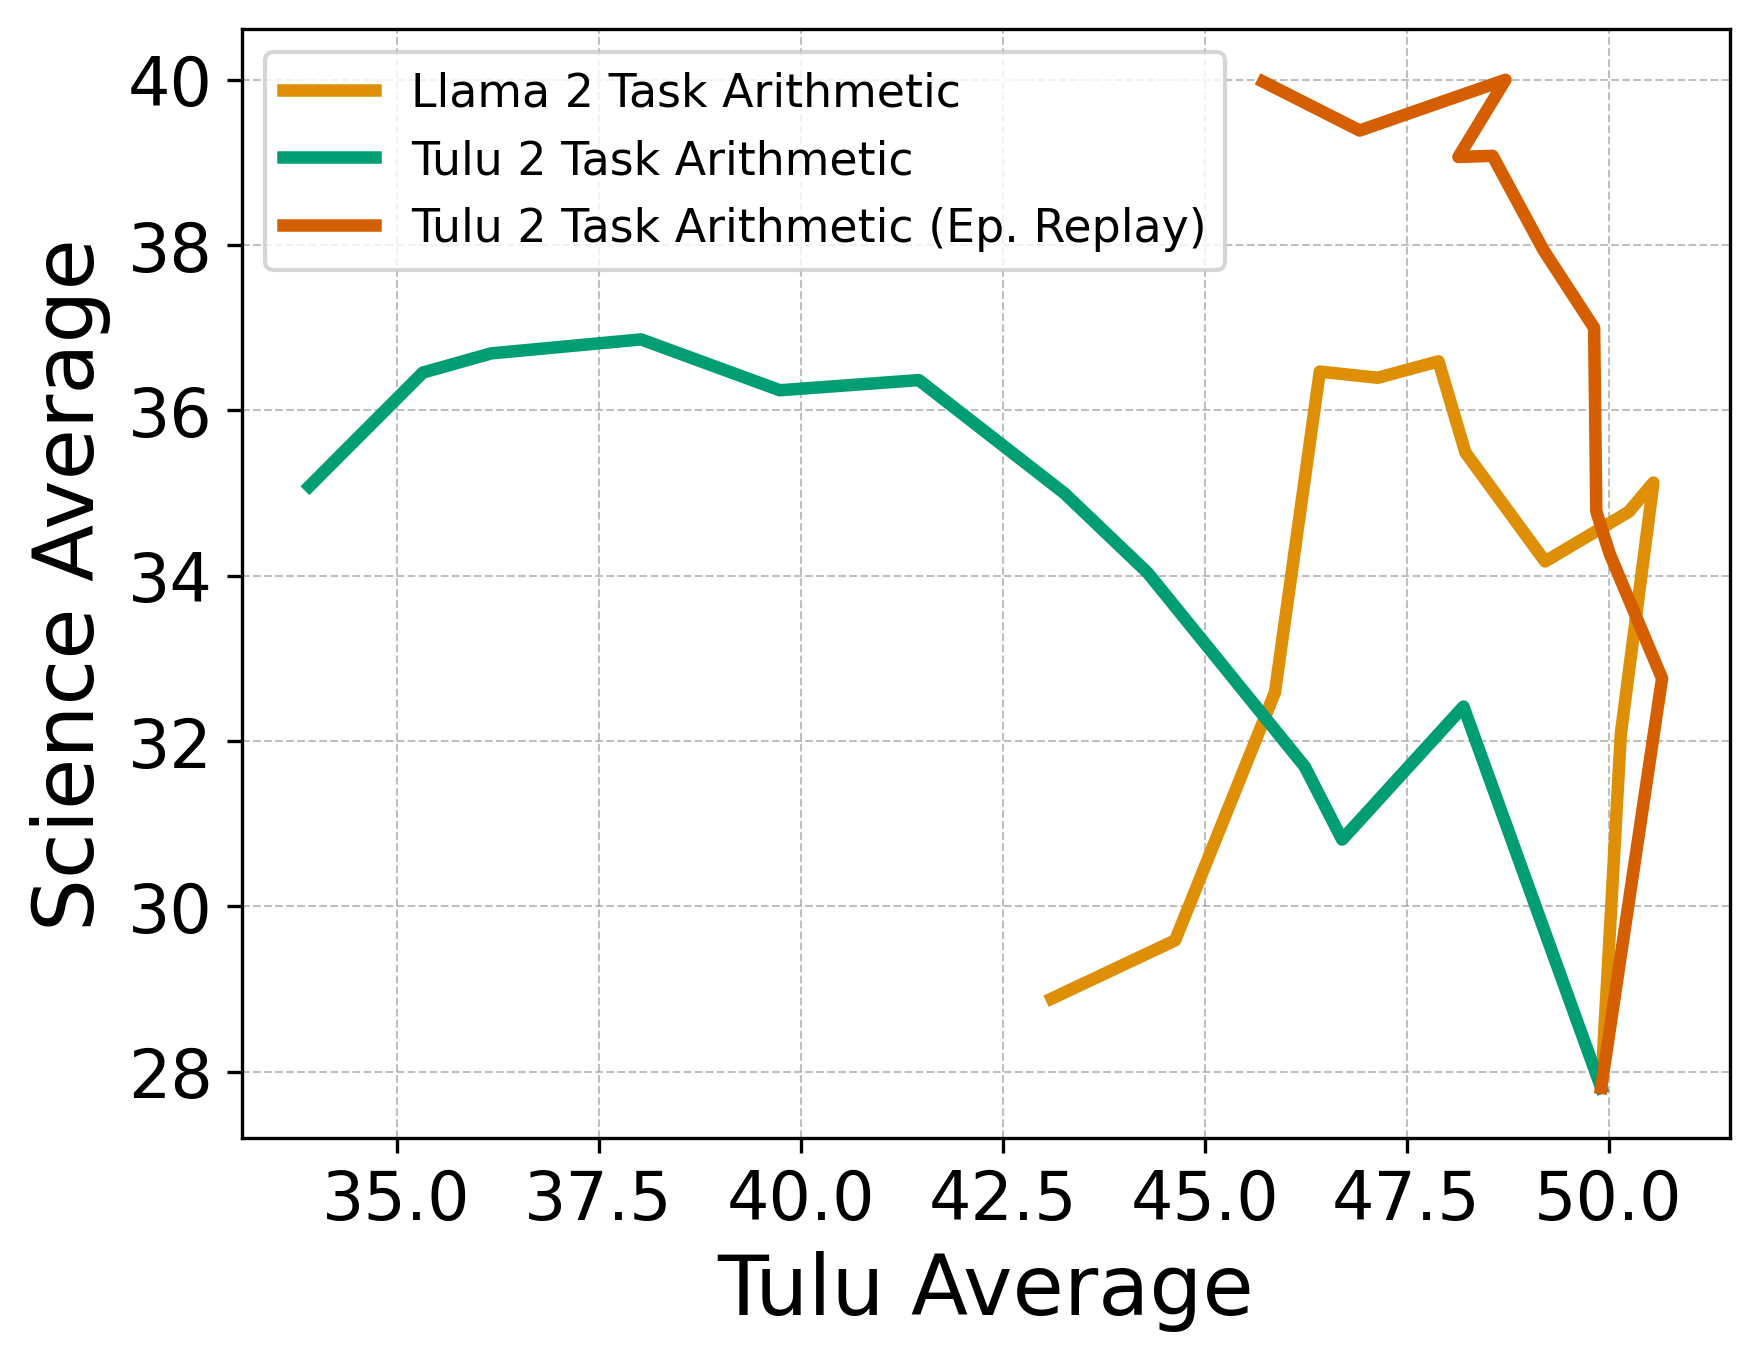 Llama 2 Task Arithmetic
Tulu 2 Task Arithmetic
Tulu 2 Task Arithmetic (Ep. Replay)
Science Average
40
38
36
34
32
30
28
35.0 37.5 40.0 42.5 45.0 47.5 50.0
Tulu Average